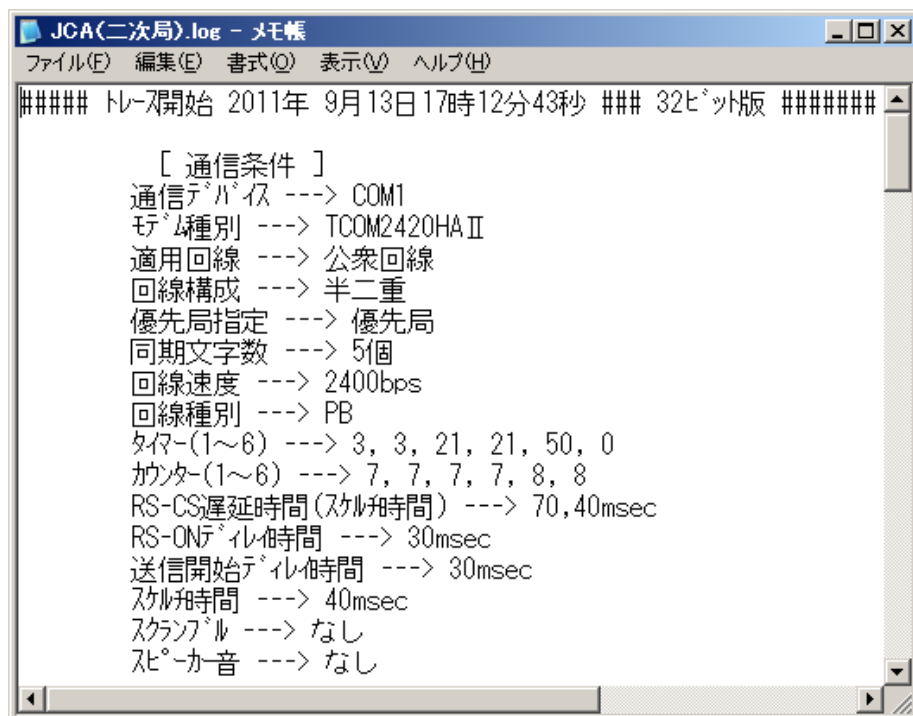 JCA(二次局).log - メモ帳
ファイル(F) 編集(E) 書式(O) 表示(V) ヘルプ(H)
##### ﾄﾚｰｽ開始 2011年 9月13日17時12分43秒 ### 32ﾋﾞｯﾄ版 #######
[ 通信条件 ]
通信ﾃﾞﾊﾞｲｽ ---> COM1
ﾓﾃﾞﾑ種別 ---> TCOM2420HAⅡ
適用回線 ---> 公衆回線
回線構成 ---> 半二重
優先局指定 ---> 優先局
同期文字数 ---> 5個
回線速度 ---> 2400bps
回線種別 ---> PB
ﾀｲﾏｰ(1～6) ---> 3, 3, 21, 21, 50, 0
ｶｳﾝﾀｰ(1～6) ---> 7, 7, 7, 7, 8, 8
RS-CS遅延時間(ｽｹﾙﾁ時間) ---> 70,40msec
RS-ONﾃﾞｨﾚｲ時間 ---> 30msec
送信開始ﾃﾞｨﾚｲ時間 ---> 30msec
ｽｹﾙﾁ時間 ---> 40msec
ｽｸﾗﾝﾌﾞﾙ ---> なし
ｽﾋﾟｰｶｰ音 ---> なし